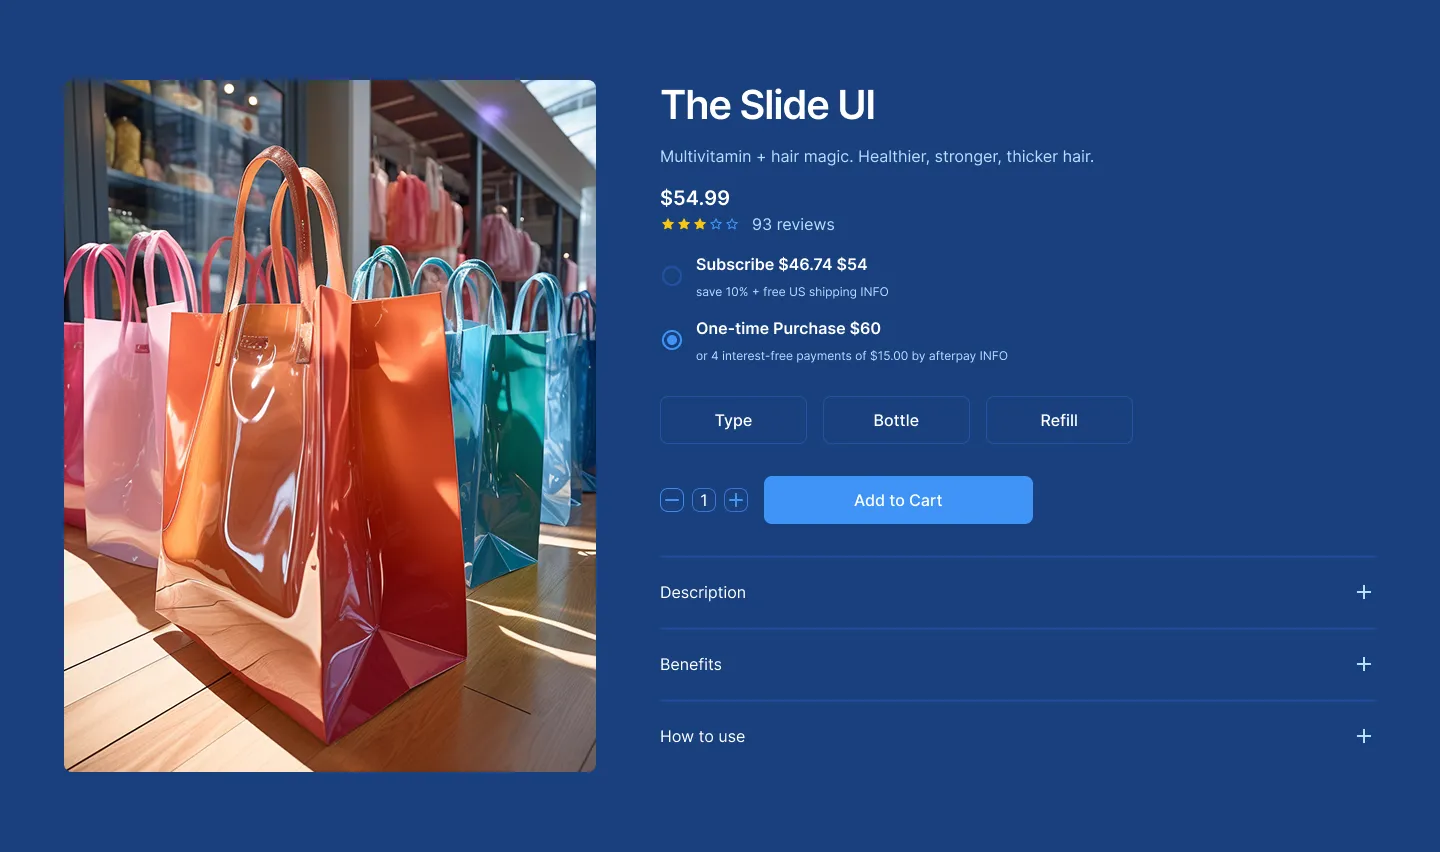 The Slide UI
Multivitamin + hair magic. Healthier, stronger, thicker hair.
$54.99
93 reviews
Subscribe $46.74 $54
save 10% + free US shipping INFO
One-time Purchase $60
or 4 interest-free payments of $15.00 by afterpay INFO
Type Bottle Refill
1 Add to Cart
Description
Benefits
How to use